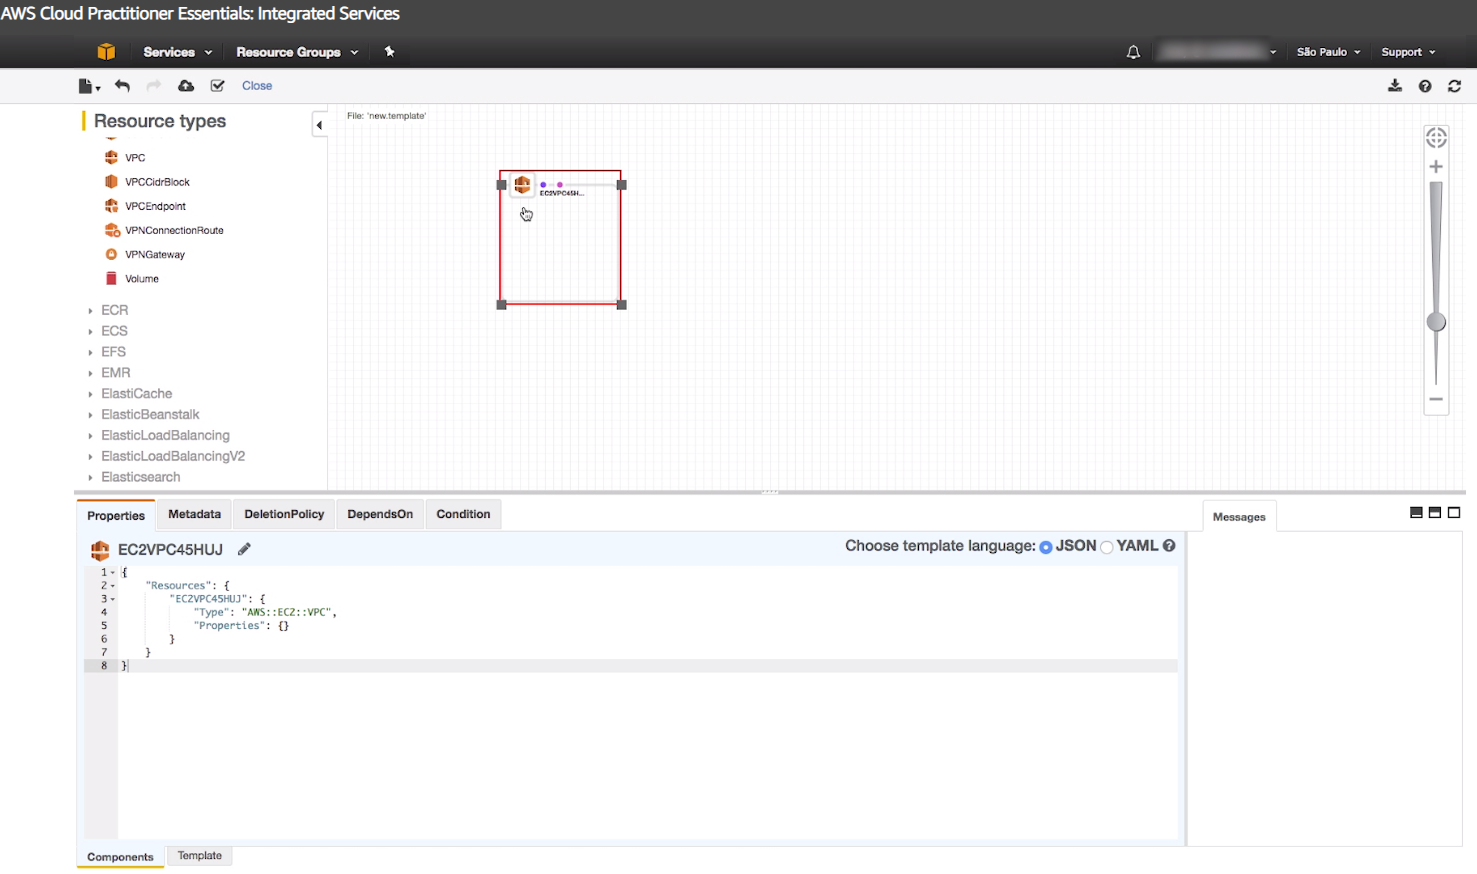 AWS Cloud Practitioner Essentials: Integrated Services
Services Resource Groups São Paulo Support
Close
Resource types
File: 'new.template'
VPC
VPCCidrBlock
VPCEndpoint
VPNConnectionRoute
VPNGateway
Volume
ECR
ECS
EFS
EMR
ElastiCache
ElasticBeanstalk
ElasticLoadBalancing
ElasticLoadBalancingV2
Elasticsearch
EC2VPC45H...
Properties Metadata DeletionPolicy DependsOn Condition
Messages
EC2VPC45HUJ
Choose template language: JSON YAML
1 {
2 "Resources": {
3 "EC2VPC45HUJ": {
4 "Type": "AWS::EC2::VPC",
5 "Properties": {}
6 }
7 }
8 }
Components Template